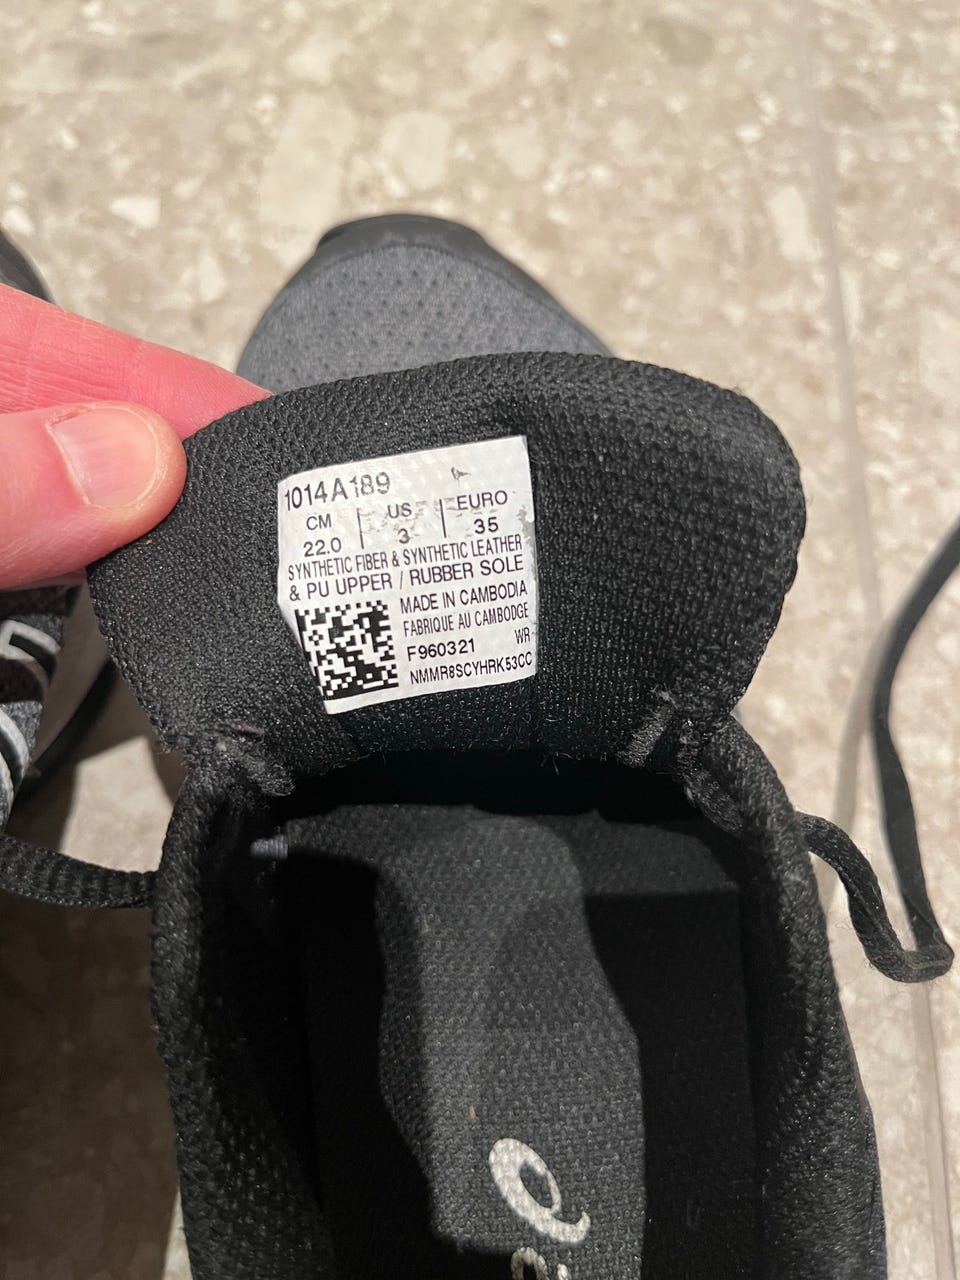 1014A189
CM US EURO
22.0 3 35
SYNTHETIC FIBER & SYNTHETIC LEATHER
& PU UPPER / RUBBER SOLE
MADE IN CAMBODIA
FABRIQUE AU CAMBODGE
F960321 WR
NMMR8SCYHRK53CC